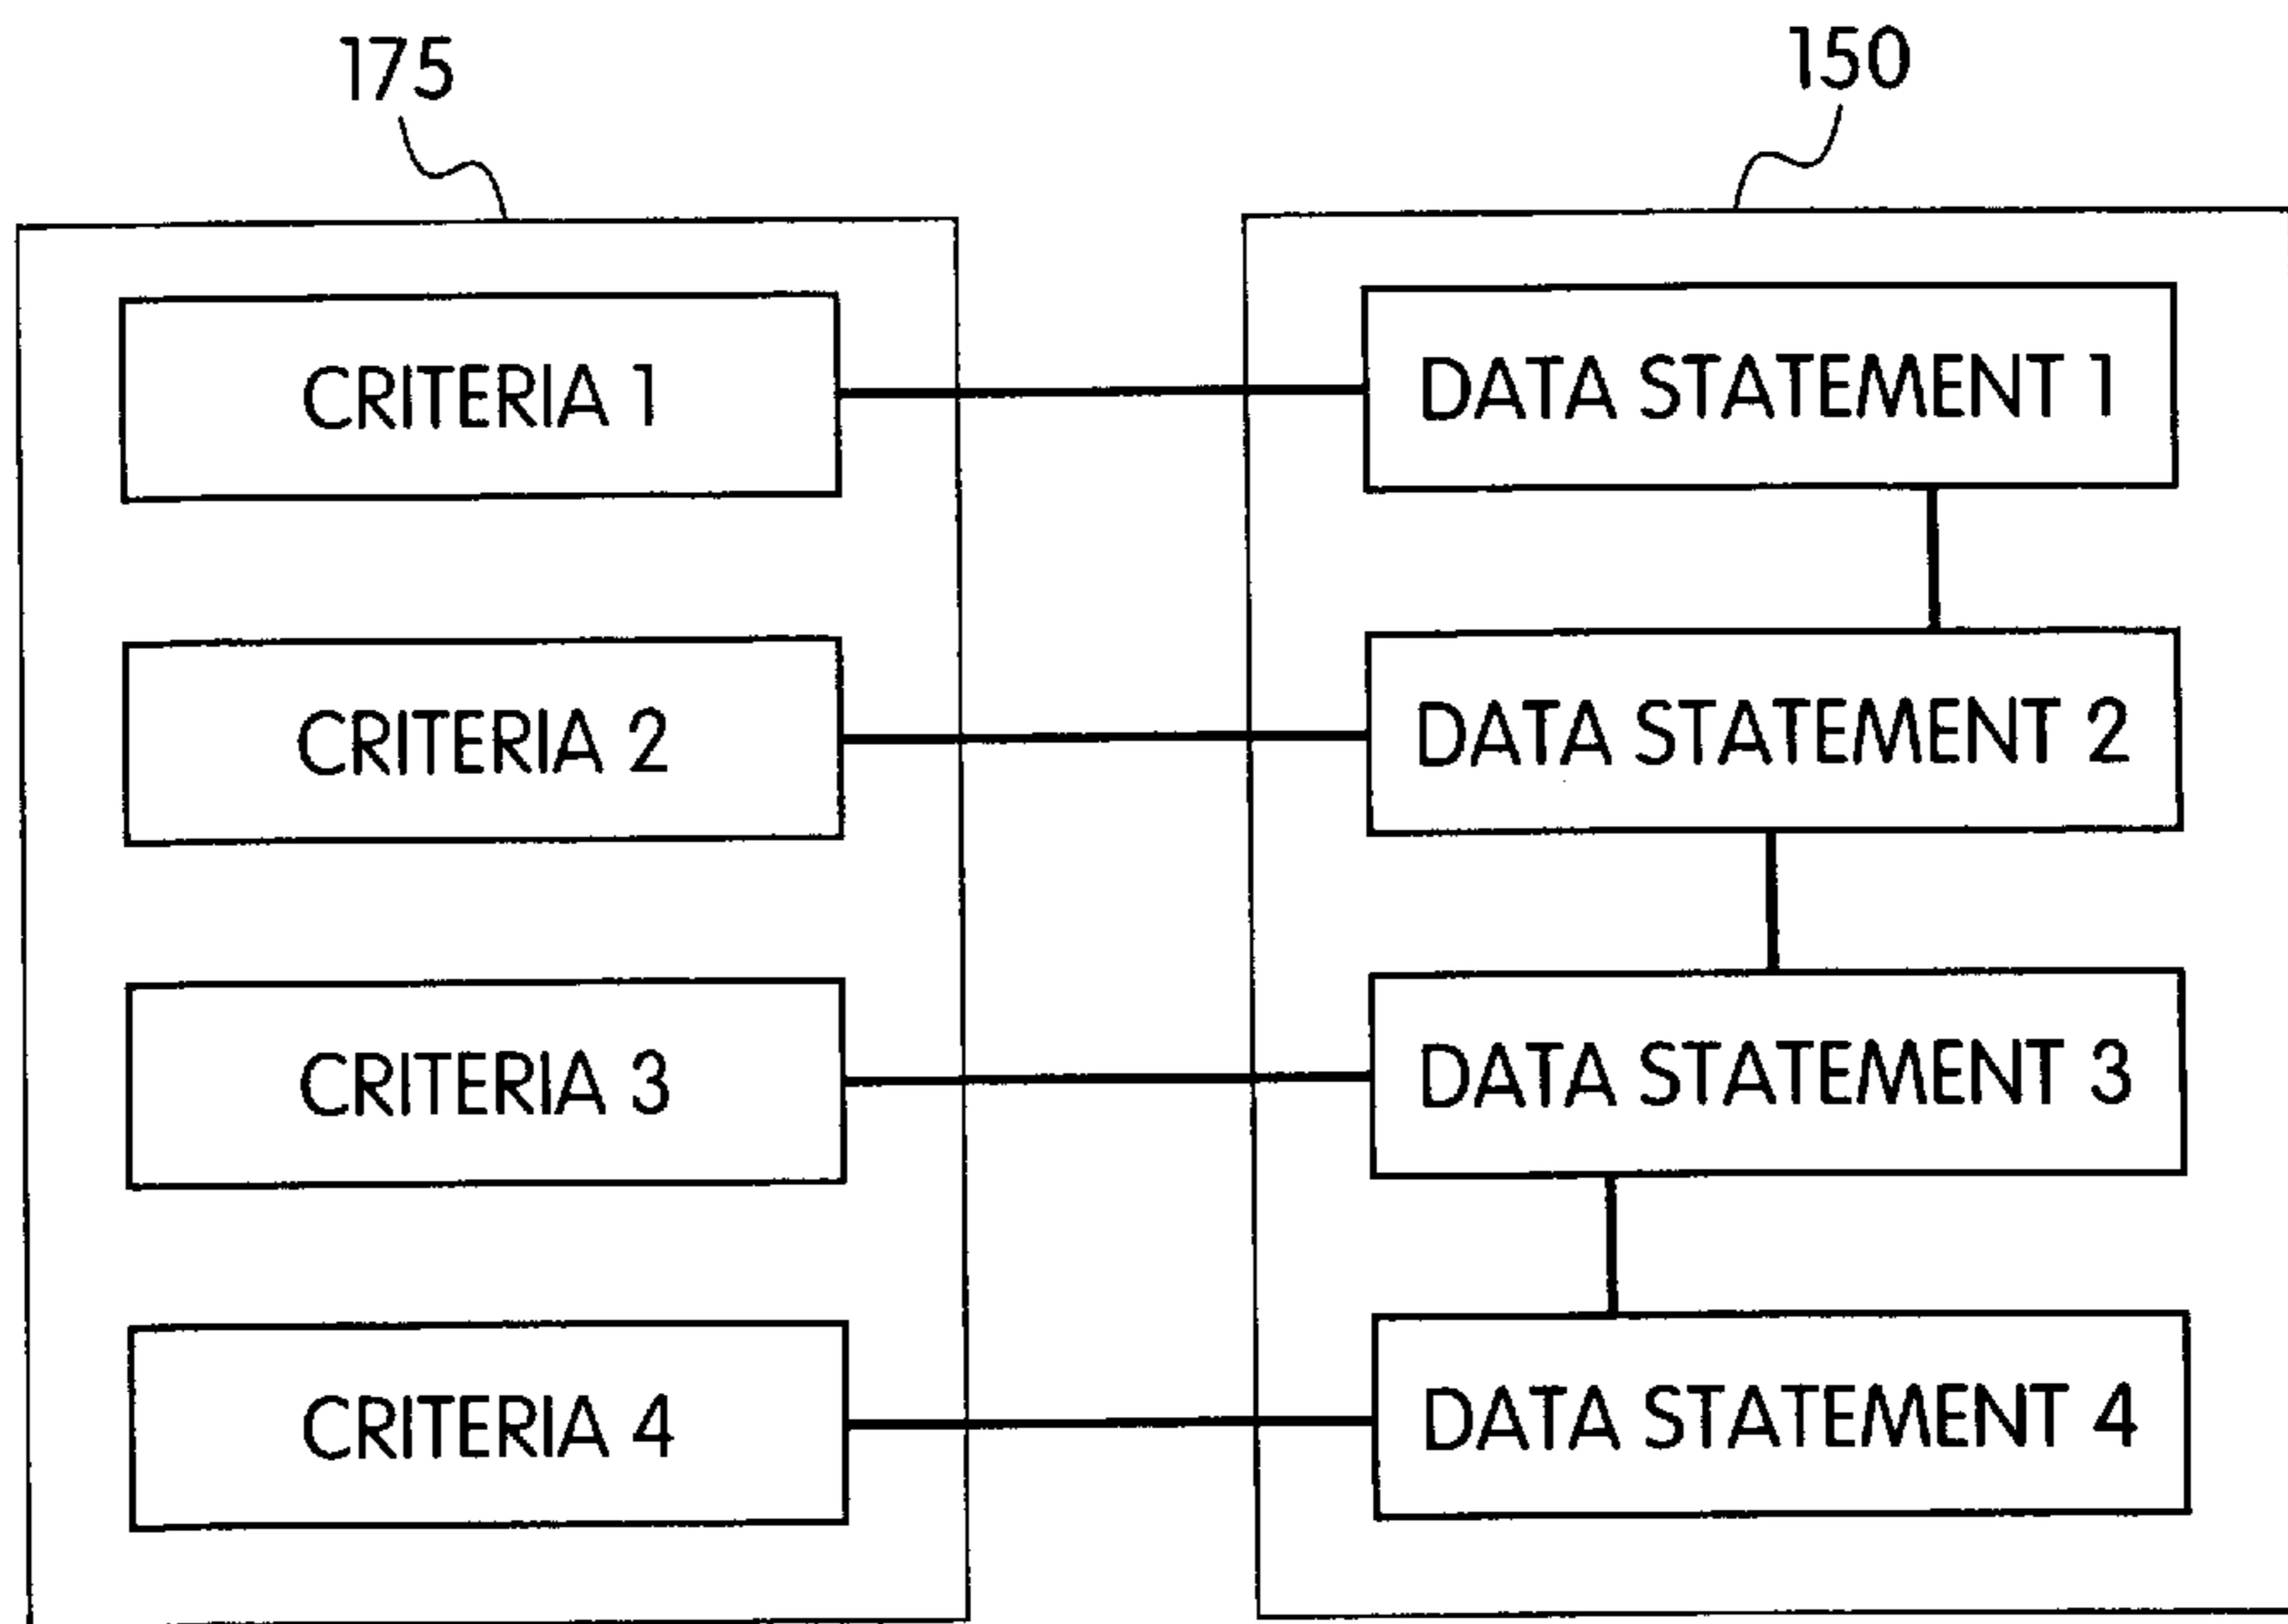 175
150
CRITERIA 1
DATA STATEMENT 1
CRITERIA 2
DATA STATEMENT 2
CRITERIA 3
DATA STATEMENT 3
CRITERIA 4
DATA STATEMENT 4